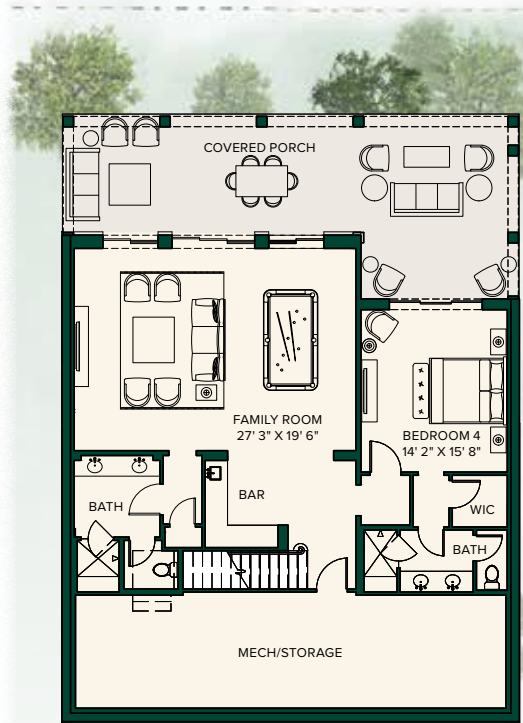 COVERED PORCH
FAMILY ROOM
27' 3" X 19' 6"
BEDROOM 4
14' 2" X 15' 8"
BAR
BATH
WIC
BATH
MECH/STORAGE